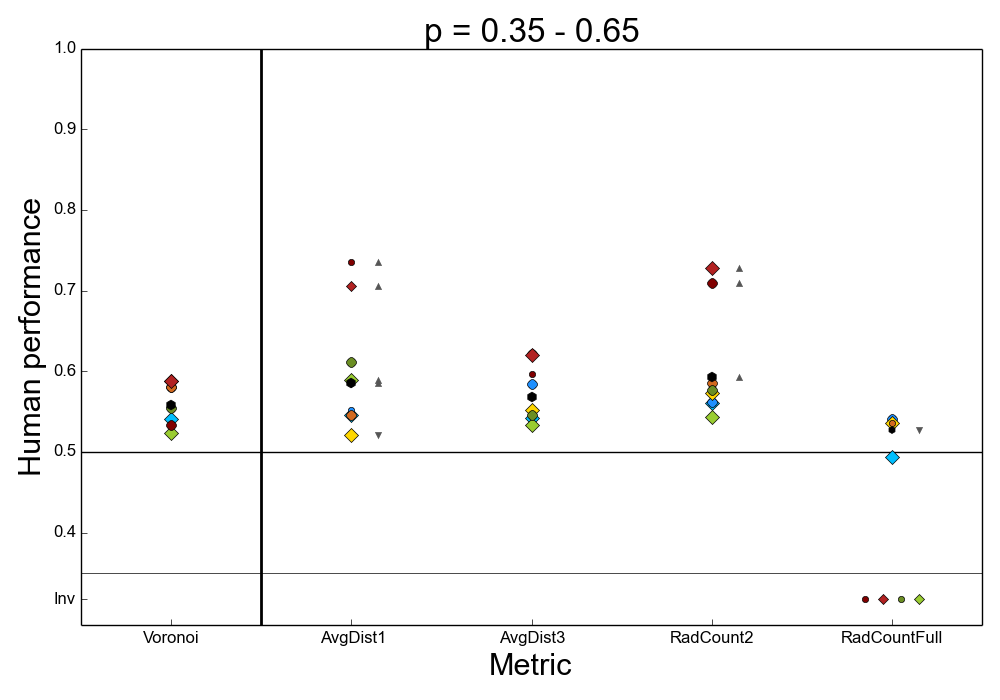 p = 0.35 - 0.65
Human performance
1.0
0.9
0.8
0.7
0.6
0.5
0.4
Inv
Voronoi AvgDist1 AvgDist3 RadCount2 RadCountFull
Metric